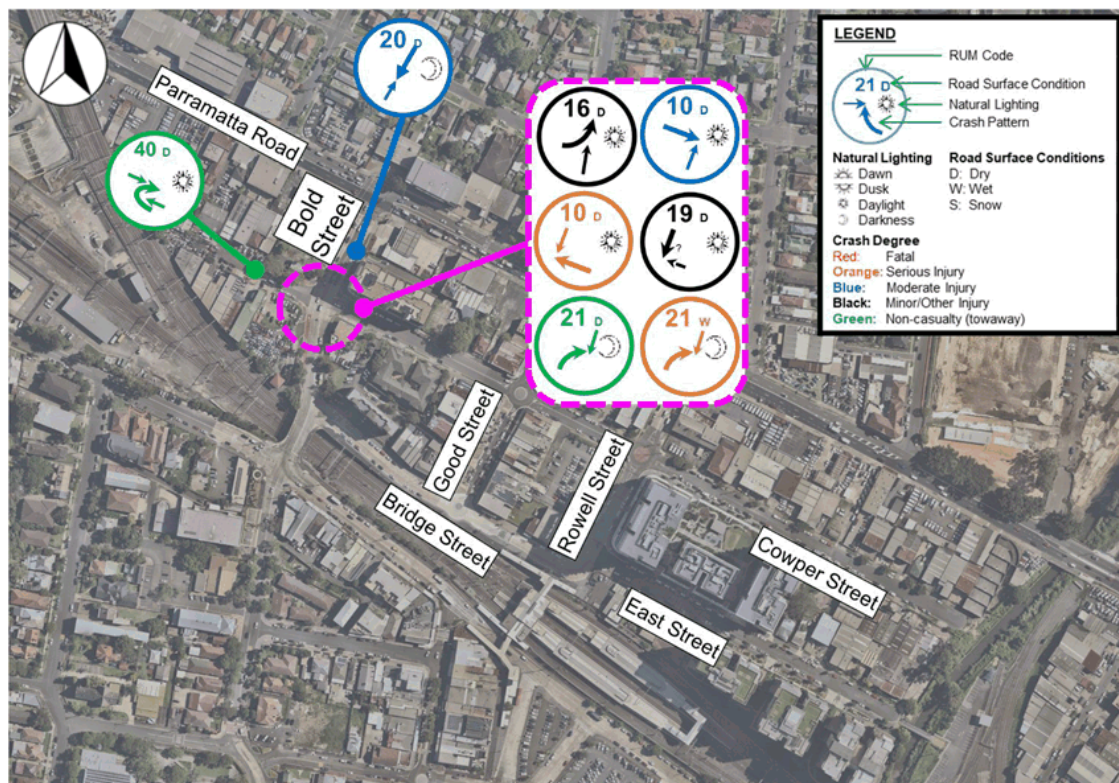 20 D
Parramatta Road
40 D
Bold
Street
16 D
10 D
10 D
19 D
?
21 D
21 W
Good Street
Bridge Street
Rowell Street
Cowper Street
East Street
LEGEND
RUM Code
21 D
Road Surface Condition
Natural Lighting
Crash Pattern
Natural Lighting
Dawn
Dusk
Daylight
Darkness
Road Surface Conditions
D: Dry
W: Wet
S: Snow
Crash Degree
Red: Fatal
Orange: Serious Injury
Blue: Moderate Injury
Black: Minor/Other Injury
Green: Non-casualty (towaway)